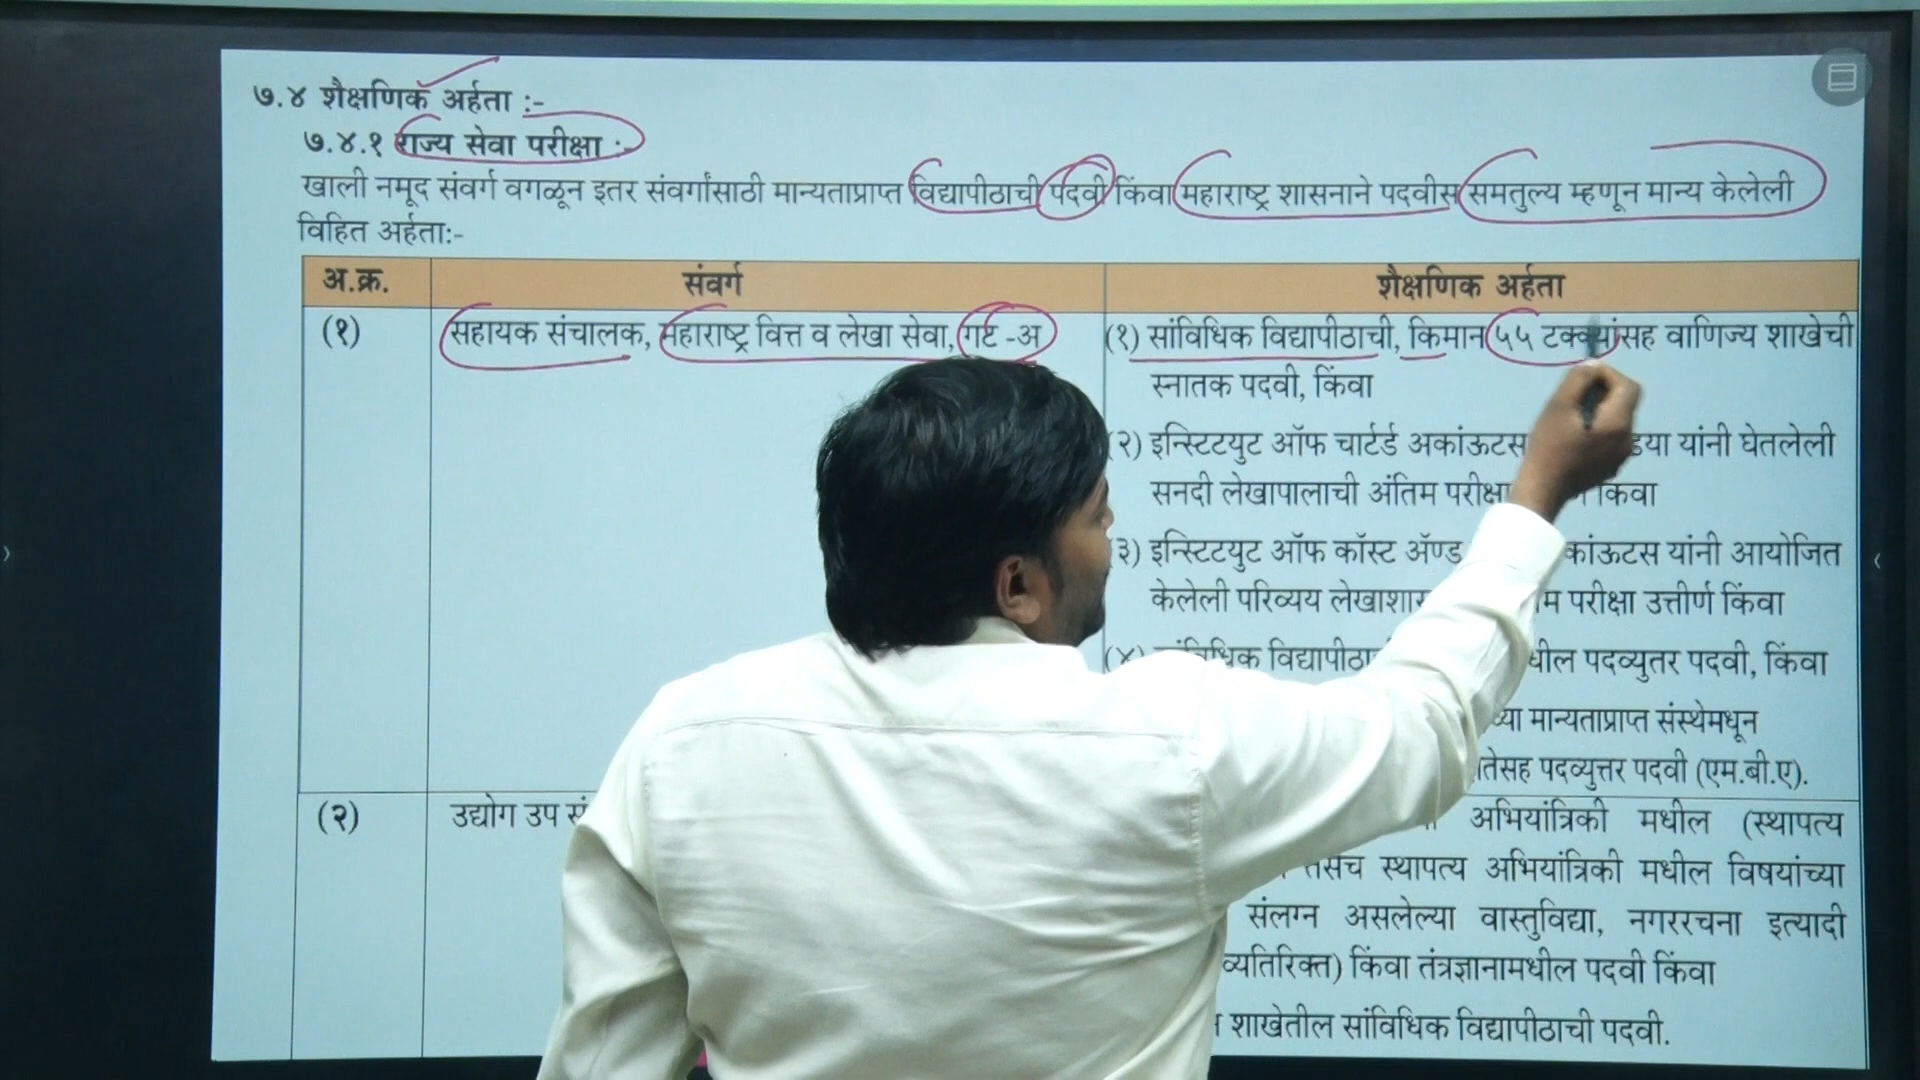 ७.४ शैक्षणिक अर्हता :-
७.४.१ राज्य सेवा परीक्षा :-
खाली नमूद संवर्ग वगळून इतर संवर्गांसाठी मान्यताप्राप्त विद्यापीठाची पदवी किंवा महाराष्ट्र शासनाने पदवीस समतुल्य म्हणून मान्य केलेली
विहित अर्हता:-
अ.क्र. संवर्ग शैक्षणिक अर्हता
(१) सहायक संचालक, महाराष्ट्र वित्त व लेखा सेवा, गट -अ (१) सांविधिक विद्यापीठाची, किमान ५५ टक्क्यांसह वाणिज्य शाखेची
स्नातक पदवी, किंवा
(२) इन्स्टिटयुट ऑफ चार्टर्ड अकांऊटस यांनी घेतलेली
सनदी लेखापालाची अंतिम परीक्षा किंवा
३) इन्स्टिटयुट ऑफ कॉस्ट ॲण्ड कांऊटस यांनी आयोजित
केलेली परिव्यय परीक्षा उत्तीर्ण किंवा
(४) सांविधिक पदव्युतर पदवी, किंवा
मान्यताप्राप्त संस्थेमधून
पदव्युत्तर पदवी (एम.बी.ए).
(२) उद्योग उप अभियांत्रिकी मधील (स्थापत्य
तसेच स्थापत्य अभियांत्रिकी मधील विषयांच्या
संलग्न असलेल्या वास्तुविद्या, नगररचना इत्यादी
व्यतिरिक्त) किंवा तंत्रज्ञानामधील पदवी किंवा
शाखेतील सांविधिक विद्यापीठाची पदवी.